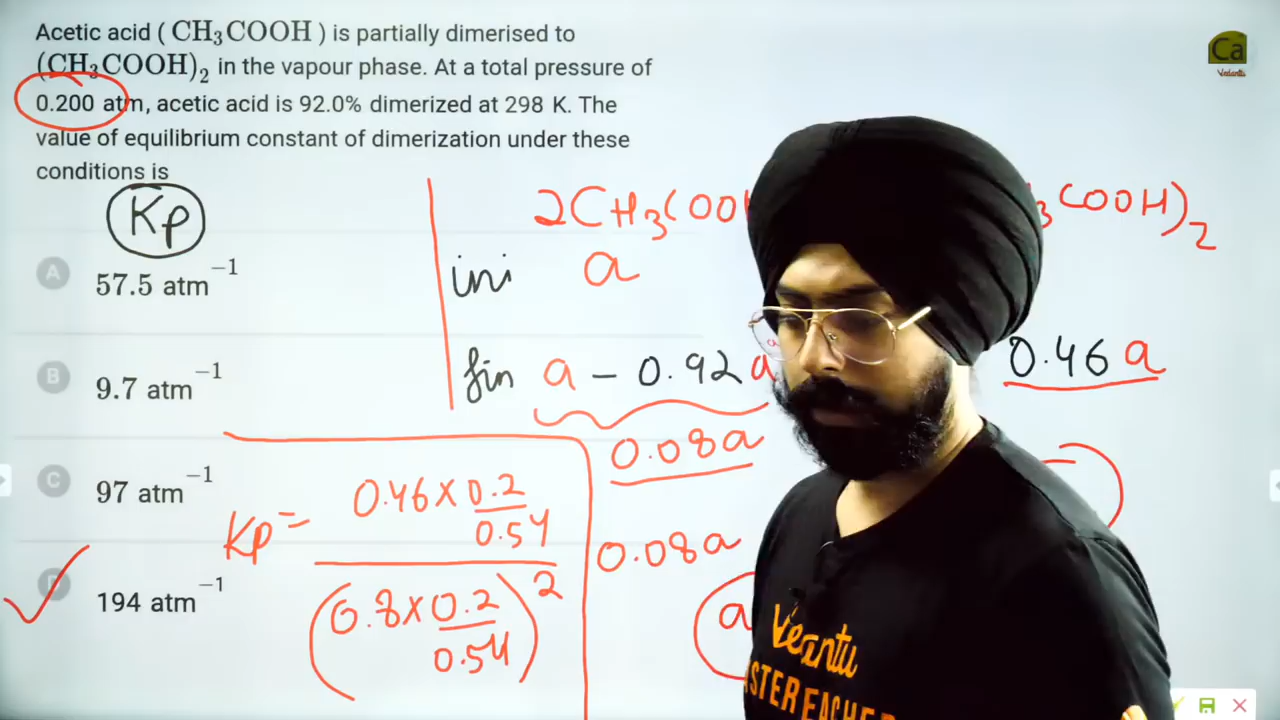 Acetic acid ( CH₃COOH ) is partially dimerised to
(CH₃COOH)₂ in the vapour phase. At a total pressure of
0.200 atm, acetic acid is 92.0% dimerized at 298 K. The
value of equilibrium constant of dimerization under these
conditions is
Kp
A 57.5 atm⁻¹
B 9.7 atm⁻¹
C 97 atm⁻¹
194 atm⁻¹
2CH₃COO
₃COOH)₂
ini a
fin a – 0.92a
0.46a
0.08a
0.08a
a
Kp = 0.46 × 0.2
0.54
(0.8 × 0.2
0.54)²
Ca
Vedantu
Vedantu